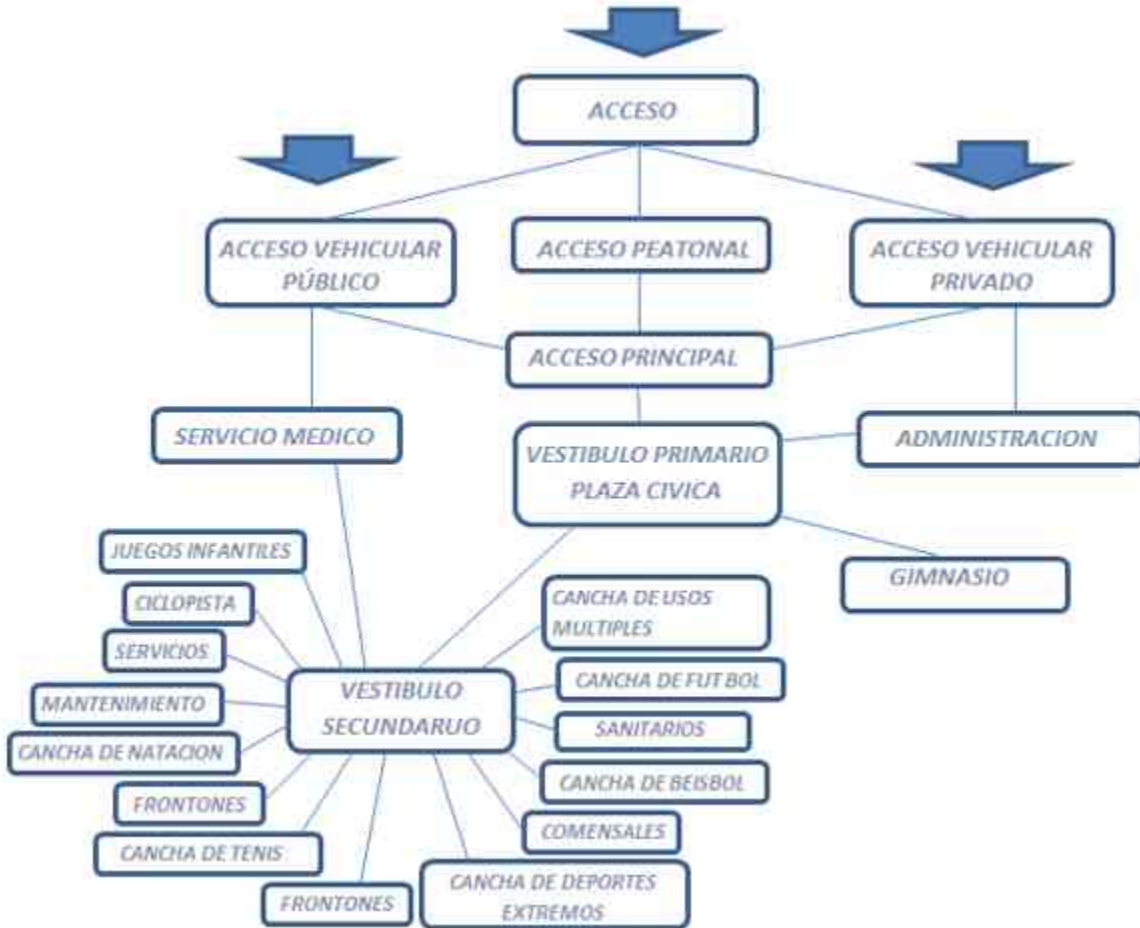 ACCESO
ACCESO VEHICULAR
PÚBLICO
ACCESO PEATONAL
ACCESO VEHICULAR
PRIVADO
ACCESO PRINCIPAL
SERVICIO MEDICO
VESTIBULO PRIMARIO
PLAZA CIVICA
ADMINISTRACION
GIMNASIO
JUEGOS INFANTILES
CICLOPISTA
SERVICIOS
MANTENIMIENTO
CANCHA DE NATACION
FRONTONES
CANCHA DE TENIS
FRONTONES
VESTIBULO
SECUNDARUO
CANCHA DE USOS
MULTIPLES
CANCHA DE FUT BOL
SANITARIOS
CANCHA DE BEISBOL
COMENSALES
CANCHA DE DEPORTES
EXTREMOS